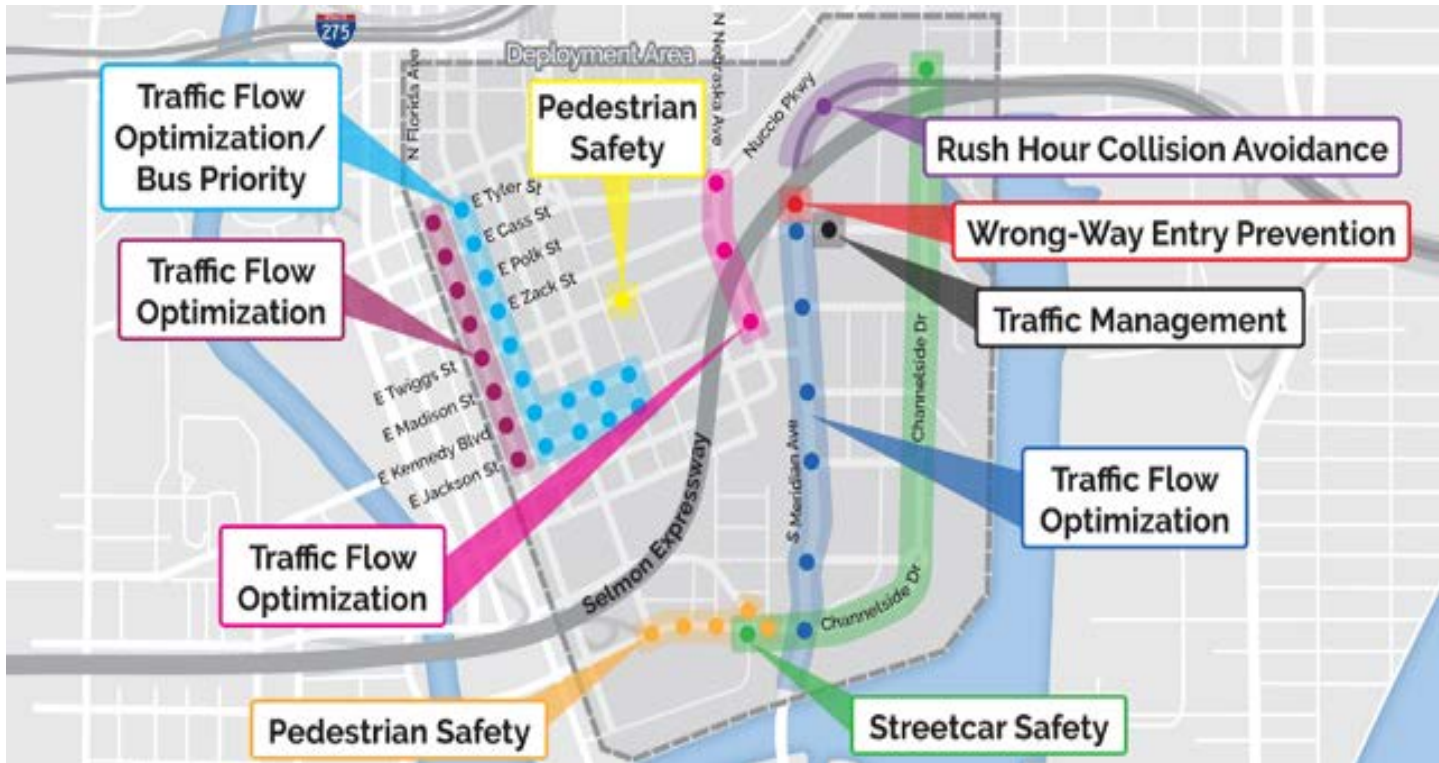 INTERSTATE
275
Deployment Area
N Florida Ave
N Nebraska Ave
Nuccio Pkwy
Traffic Flow
Optimization/
Bus Priority
Pedestrian
Safety
Rush Hour Collision Avoidance
E Tyler St
E Cass St
E Polk St
E Zack St
Wrong-Way Entry Prevention
Traffic Flow
Optimization
Traffic Management
E Twiggs St
E Madison St
E Kennedy Blvd
E Jackson St
Channelside Dr
S Meridian Ave
Selmon Expressway
Traffic Flow
Optimization
Traffic Flow
Optimization
Channelside Dr
Pedestrian Safety
Streetcar Safety